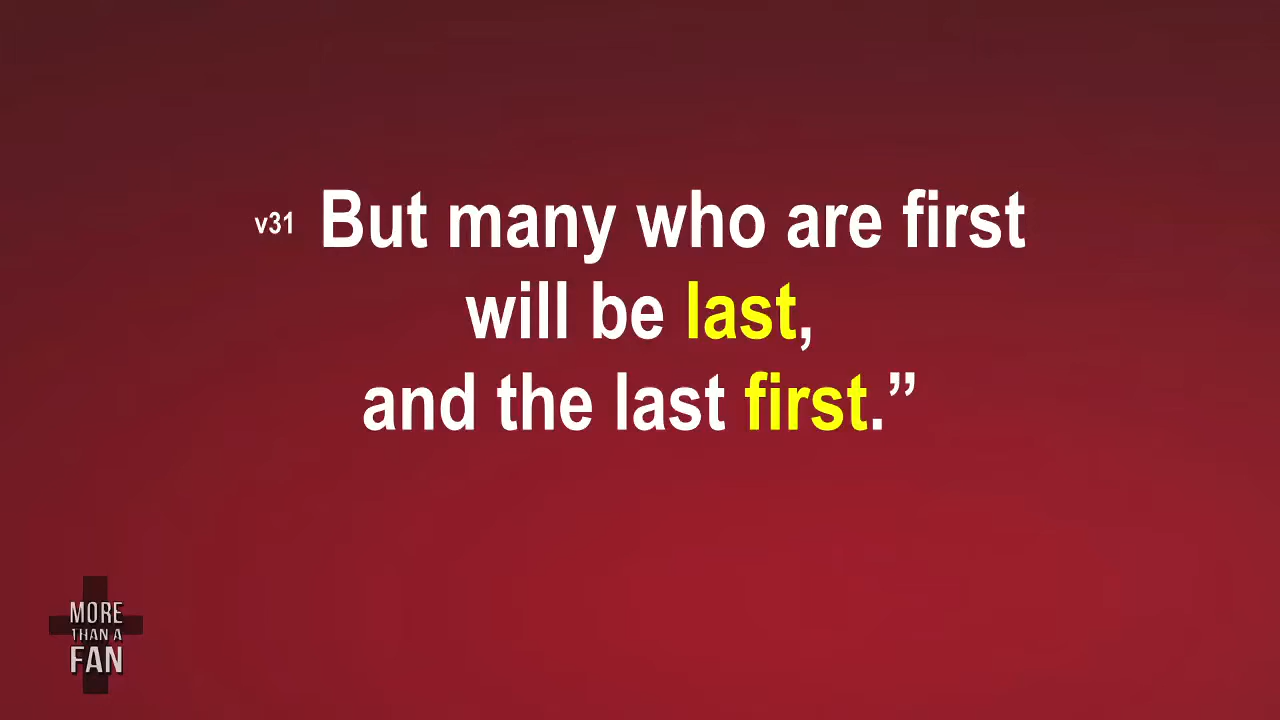 v31 But many who are first
will be last,
and the last first.”
MORE
THAN A
FAN